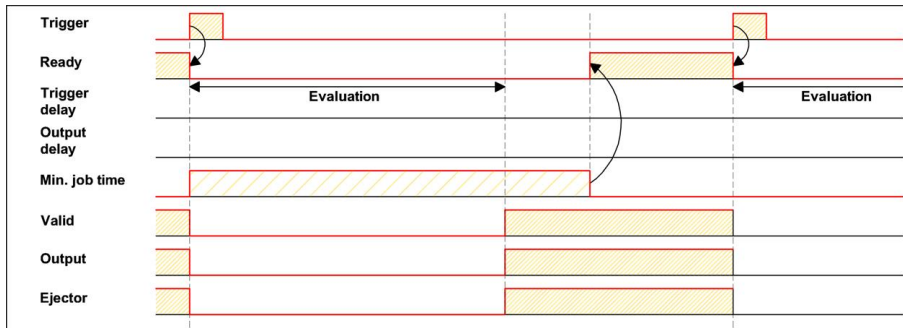 Trigger
Ready
Evaluation
Evaluation
Trigger
delay
Output
delay
Min. job time
Valid
Output
Ejector